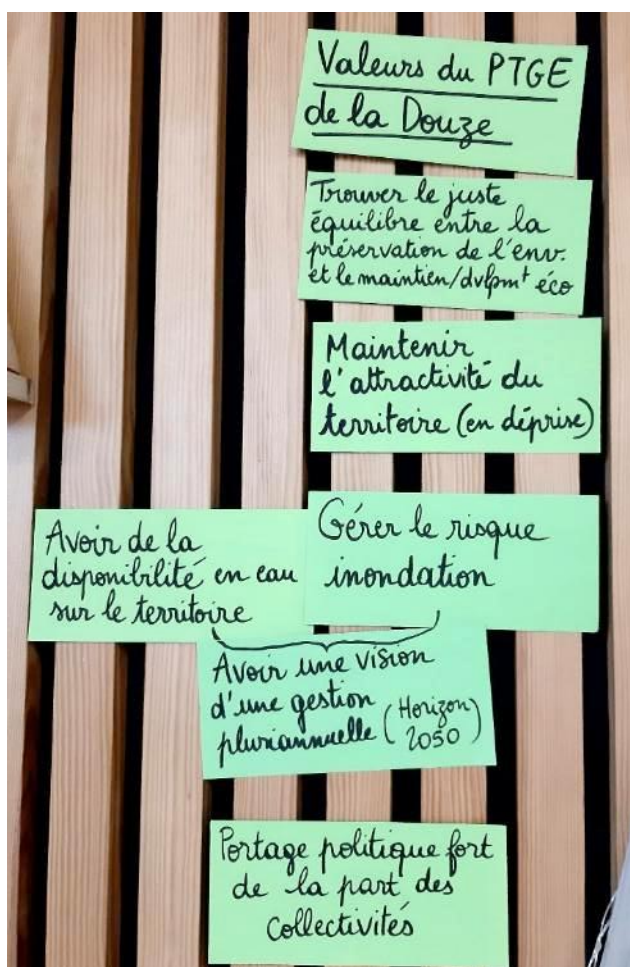 Valeurs du PTGE
de la Douze
Trouver le juste
équilibre entre la
préservation de l'env.
et le maintien/dvlpmt éco
Maintenir
l'attractivité du
territoire (en déprise)
Avoir de la
disponibilité en eau
sur le territoire
Gérer le risque
inondation
Avoir une vision
d'une gestion
pluriannuelle (Horizon
2050)
Portage politique fort
de la part des
collectivités